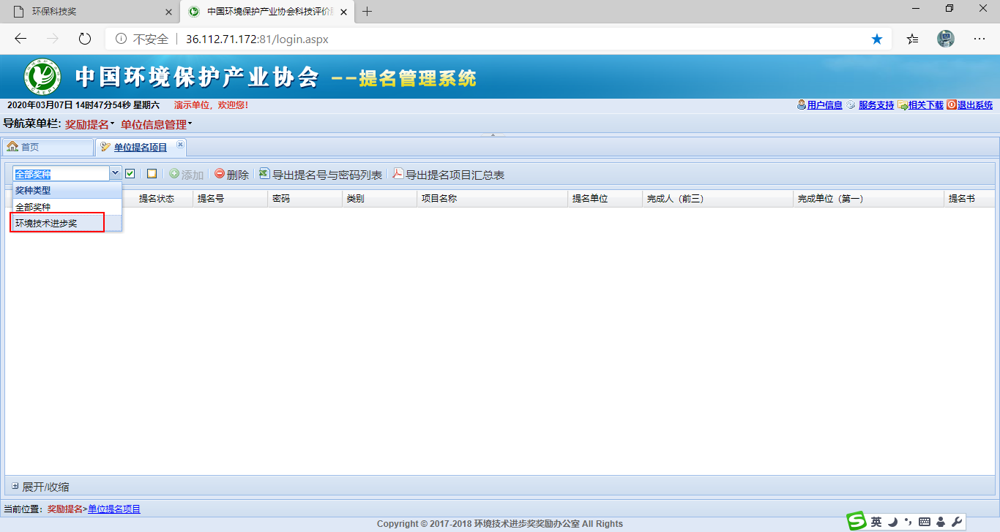 环保科技奖
中国环境保护产业协会科技评价
不安全 36.112.71.172:81/login.aspx
中国环境保护产业协会 --提名管理系统
2020年03月07日 14时47分54秒 星期六 演示单位，欢迎您! 用户信息 服务支持 相关下载 退出系统
导航菜单栏: 奖励提名 单位信息管理
首页 单位提名项目
全部奖种 添加 删除 导出提名号与密码列表 导出提名项目汇总表
奖种类型
提名状态 提名号 密码 类别 项目名称 提名单位 完成人（前三） 完成单位（第一） 提名书
全部奖种
环境技术进步奖
展开/收缩
当前位置: 奖励提名>单位提名项目
Copyright © 2017-2018 环境技术进步奖奖励办公室 All Rights
英